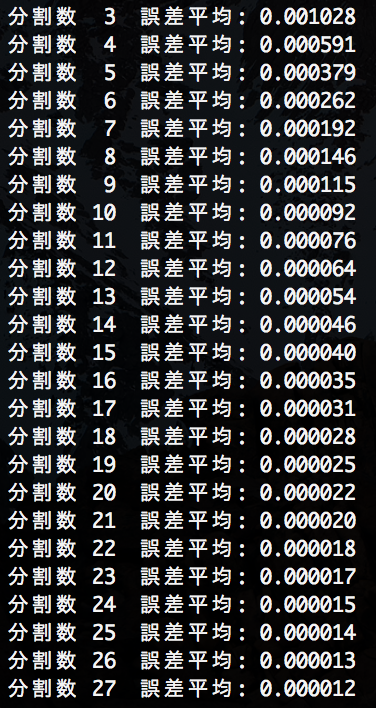 分割数  3  誤差平均: 0.001028
分割数  4  誤差平均: 0.000591
分割数  5  誤差平均: 0.000379
分割数  6  誤差平均: 0.000262
分割数  7  誤差平均: 0.000192
分割数  8  誤差平均: 0.000146
分割数  9  誤差平均: 0.000115
分割数 10  誤差平均: 0.000092
分割数 11  誤差平均: 0.000076
分割数 12  誤差平均: 0.000064
分割数 13  誤差平均: 0.000054
分割数 14  誤差平均: 0.000046
分割数 15  誤差平均: 0.000040
分割数 16  誤差平均: 0.000035
分割数 17  誤差平均: 0.000031
分割数 18  誤差平均: 0.000028
分割数 19  誤差平均: 0.000025
分割数 20  誤差平均: 0.000022
分割数 21  誤差平均: 0.000020
分割数 22  誤差平均: 0.000018
分割数 23  誤差平均: 0.000017
分割数 24  誤差平均: 0.000015
分割数 25  誤差平均: 0.000014
分割数 26  誤差平均: 0.000013
分割数 27  誤差平均: 0.000012